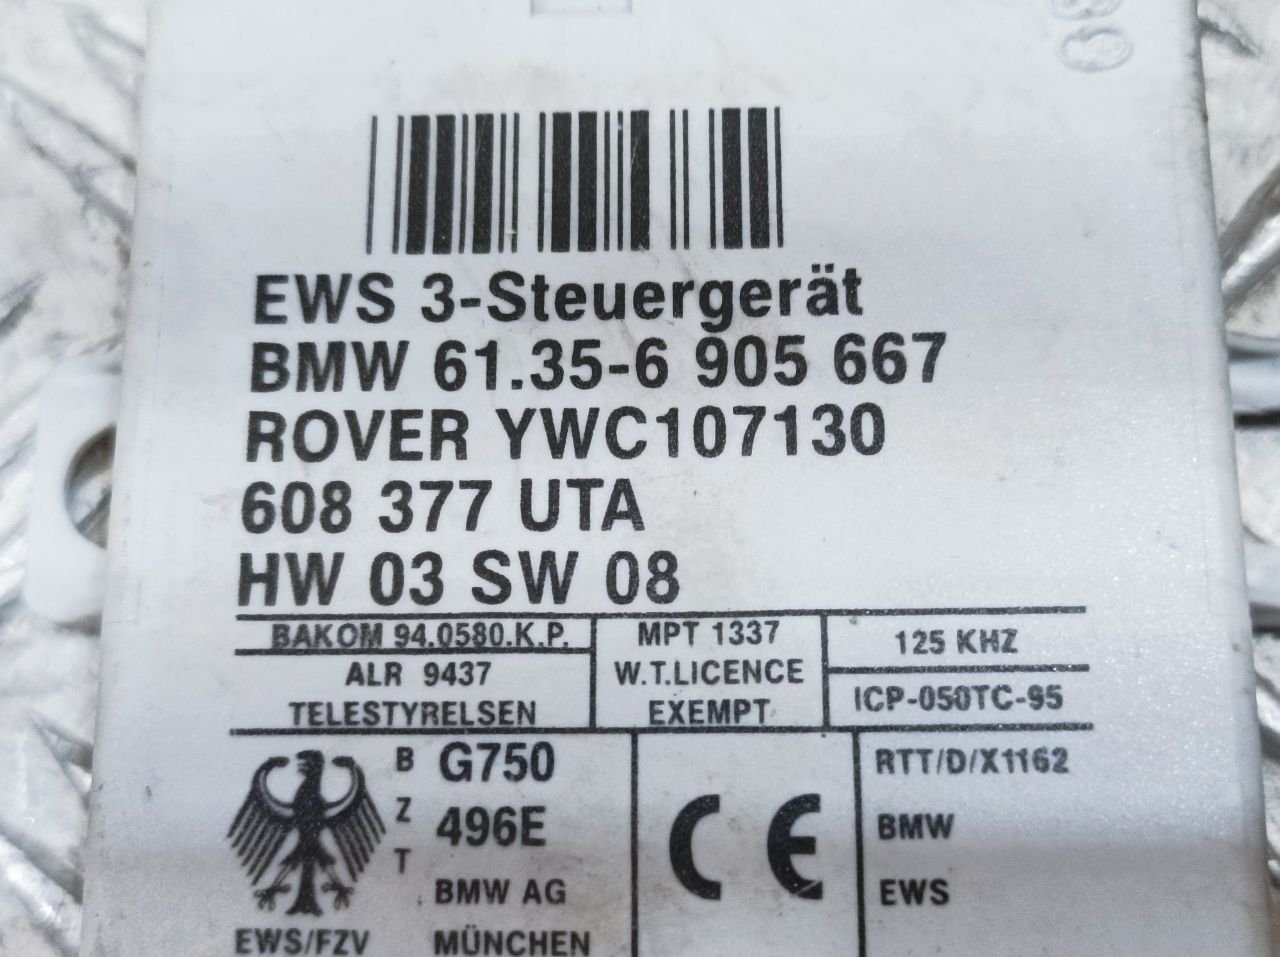 EWS 3-Steuergerät
BMW 61.35-6 905 667
ROVER YWC107130
608 377 UTA
HW 03 SW 08
BAKOM 94.0580.K.P.
ALR 9437
TELESTYRELSEN
MPT 1337
W.T.LICENCE
EXEMPT
125 KHZ
ICP-050TC-95
BZT
G750
496E
BMW AG
MÜNCHEN
EWS/FZV
CE
RTT/D/X1162
BMW
EWS